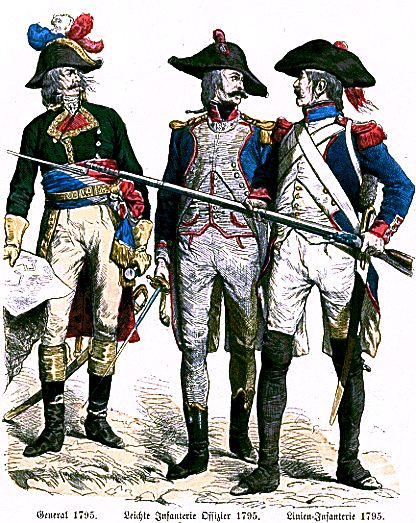 General 1795. Leichte Infanterie Offizier 1795. Linien-Infanterie 1795.